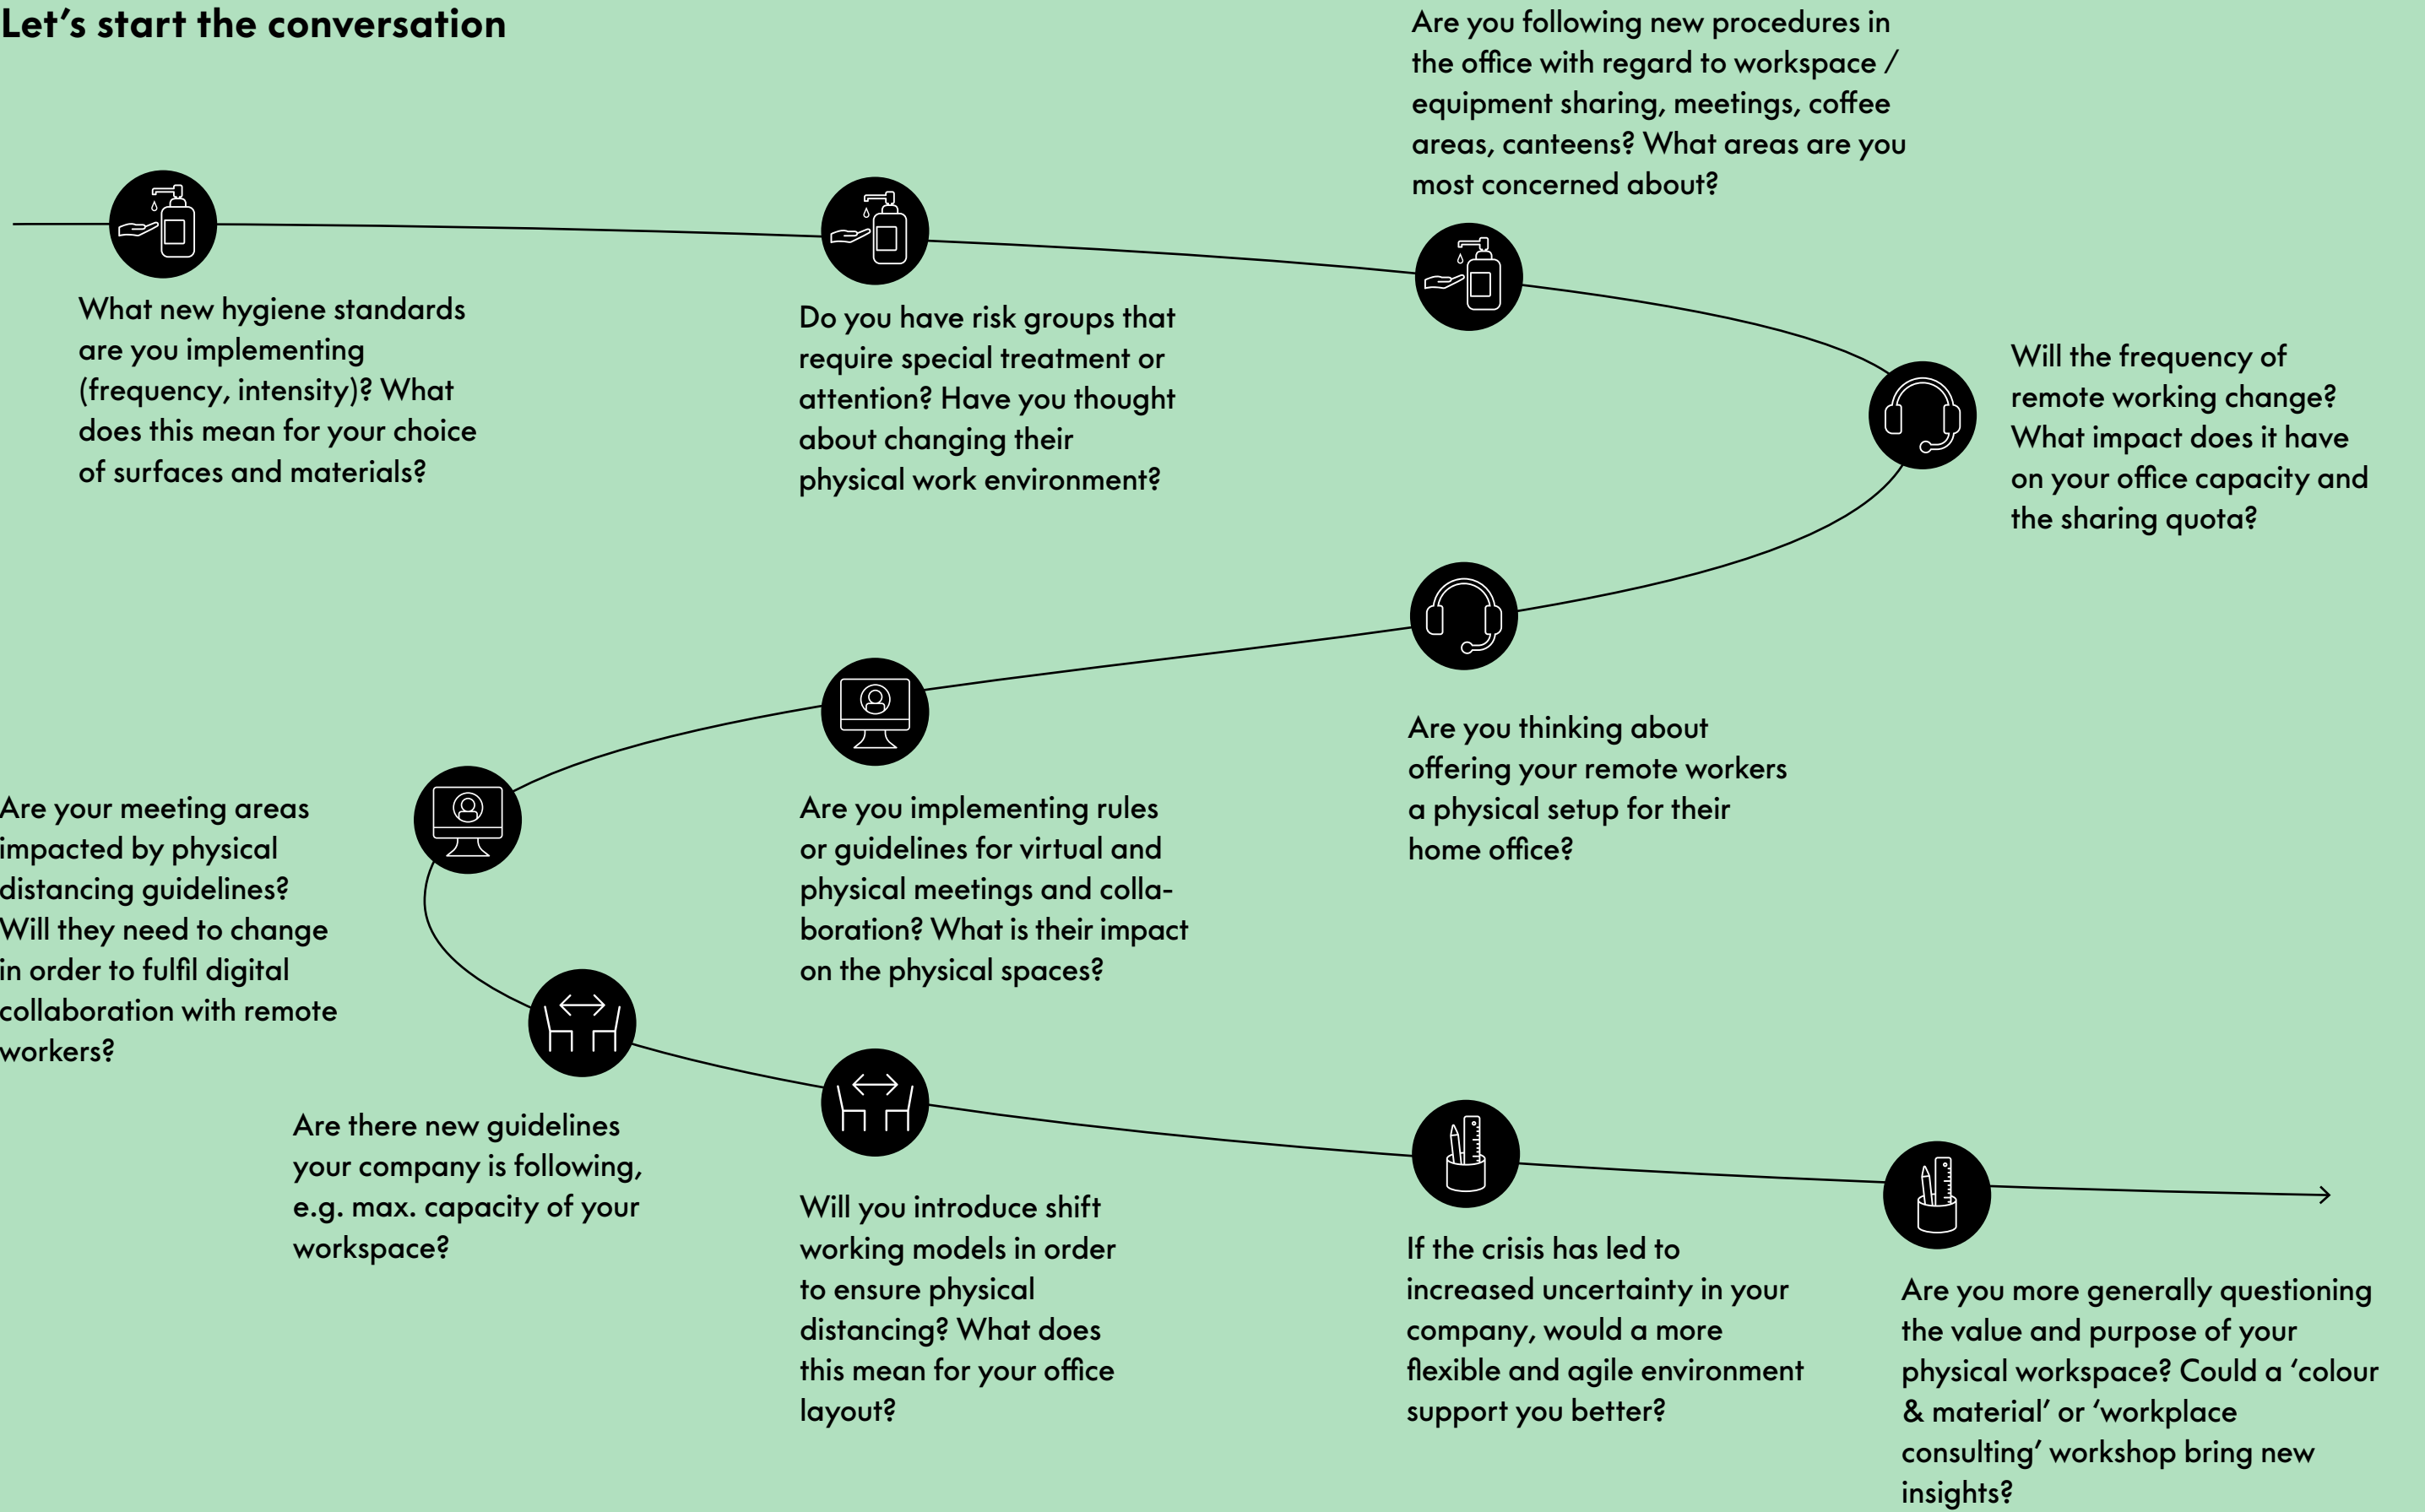 Let’s start the conversation
What new hygiene standards
are you implementing
(frequency, intensity)? What
does this mean for your choice
of surfaces and materials?
Do you have risk groups that
require special treatment or
attention? Have you thought
about changing their
physical work environment?
Are you following new procedures in
the office with regard to workspace /
equipment sharing, meetings, coffee
areas, canteens? What areas are you
most concerned about?
Will the frequency of
remote working change?
What impact does it have
on your office capacity and
the sharing quota?
Are you thinking about
offering your remote workers
a physical setup for their
home office?
Are you implementing rules
or guidelines for virtual and
physical meetings and colla-
boration? What is their impact
on the physical spaces?
Are your meeting areas
impacted by physical
distancing guidelines?
Will they need to change
in order to fulfil digital
collaboration with remote
workers?
Are there new guidelines
your company is following,
e.g. max. capacity of your
workspace?
Will you introduce shift
working models in order
to ensure physical
distancing? What does
this mean for your office
layout?
If the crisis has led to
increased uncertainty in your
company, would a more
flexible and agile environment
support you better?
Are you more generally questioning
the value and purpose of your
physical workspace? Could a ‘colour
& material’ or ‘workplace
consulting’ workshop bring new
insights?